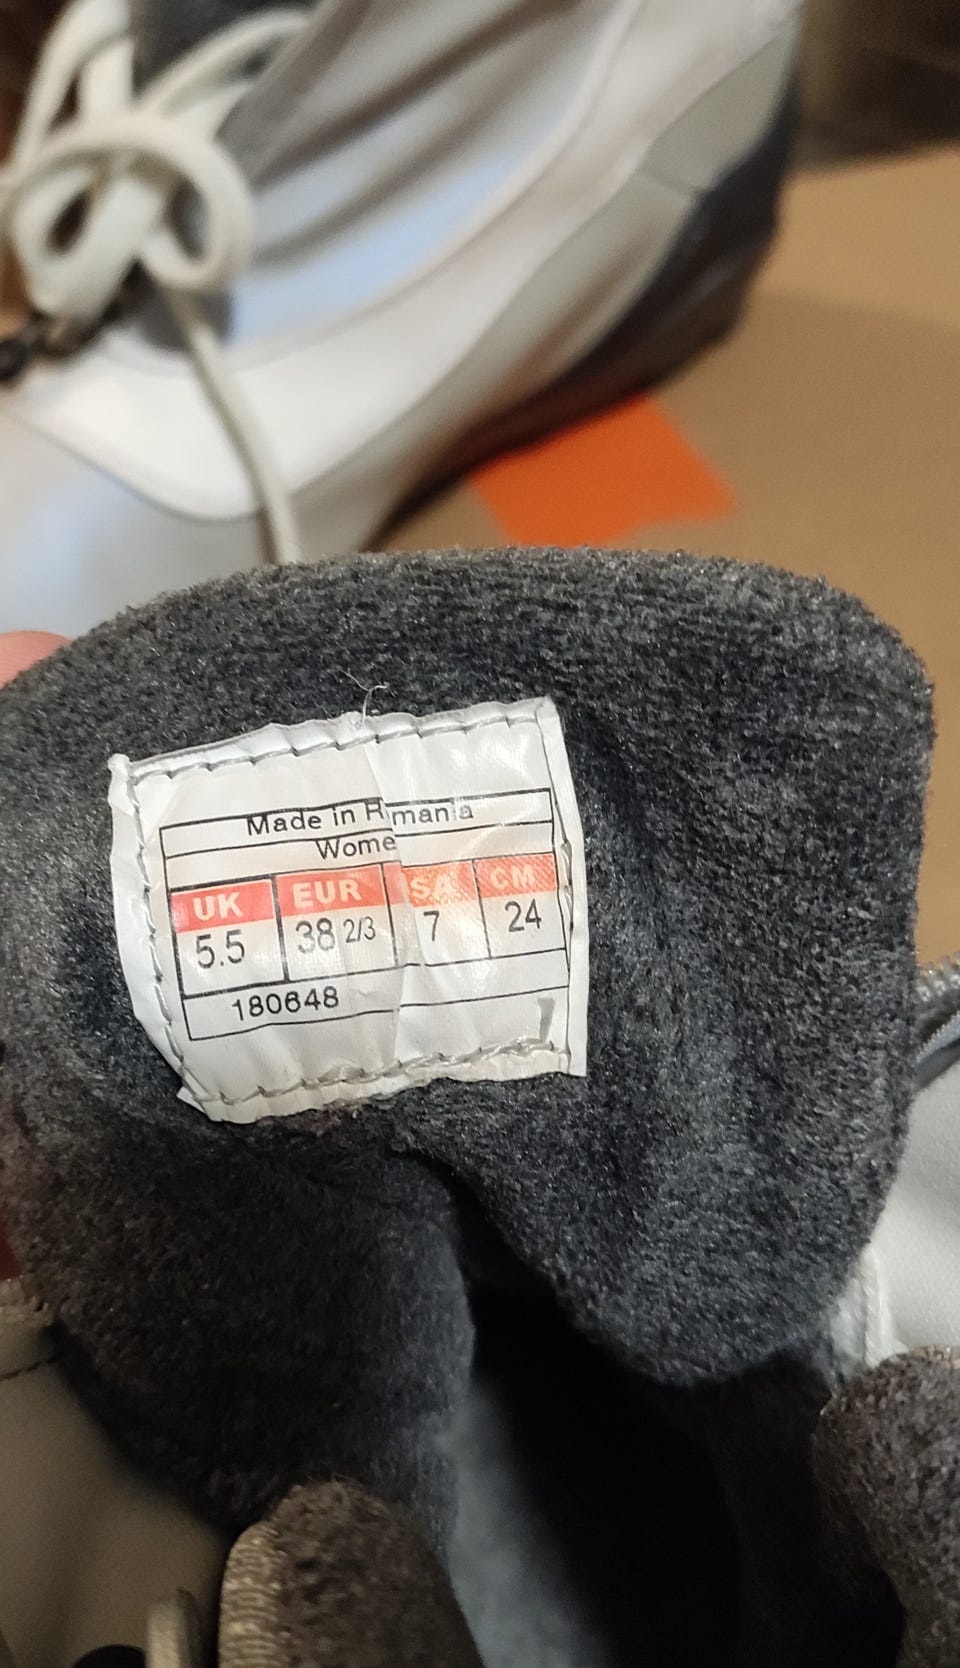 Made in R mania
Wome
UK EUR SA CM
5.5 38 2/3 7 24
180648